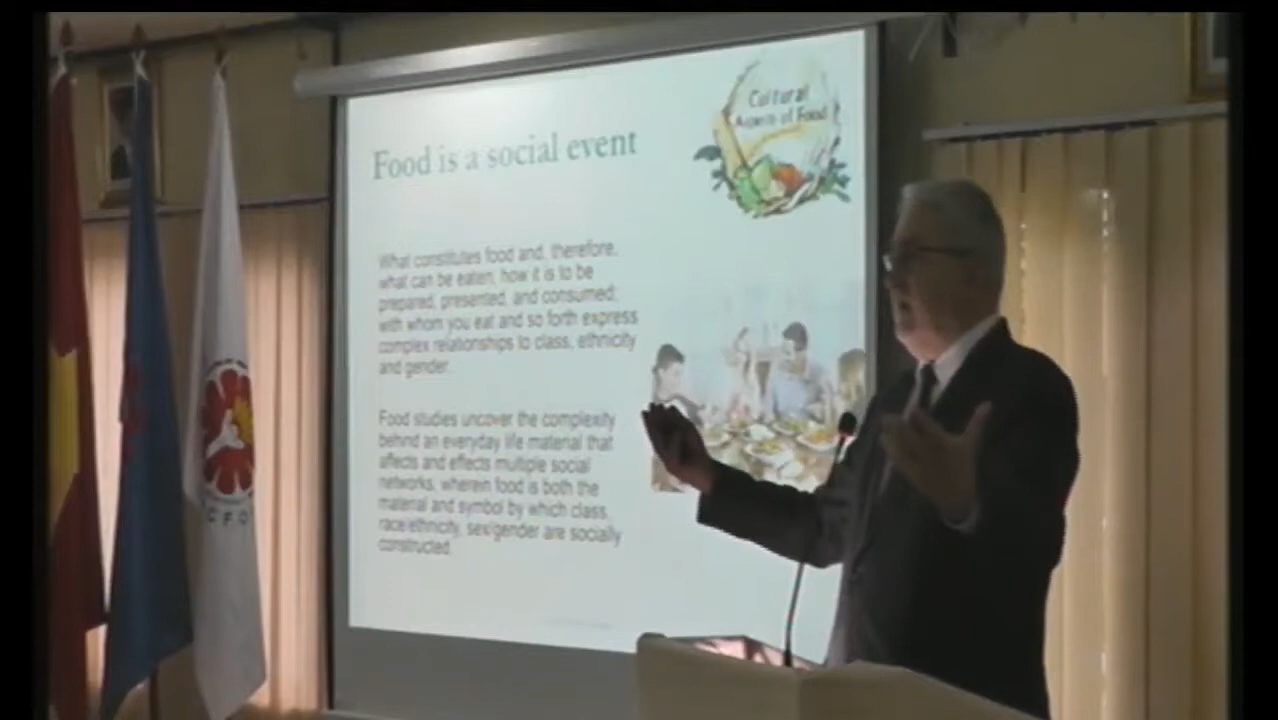 Cultural
Aspects of Food
Food is a social event
What constitutes food and, therefore,
what can be eaten, how it is to be
prepared, presented, and consumed;
with whom you eat and so forth express
complex relationships to class, ethnicity
and gender.
Food studies uncover the complexity
behind an everyday life material that
affects and effects multiple social
networks, wherein food is both the
material and symbol by which class,
race/ethnicity, sex/gender are socially
constructed.
CFO